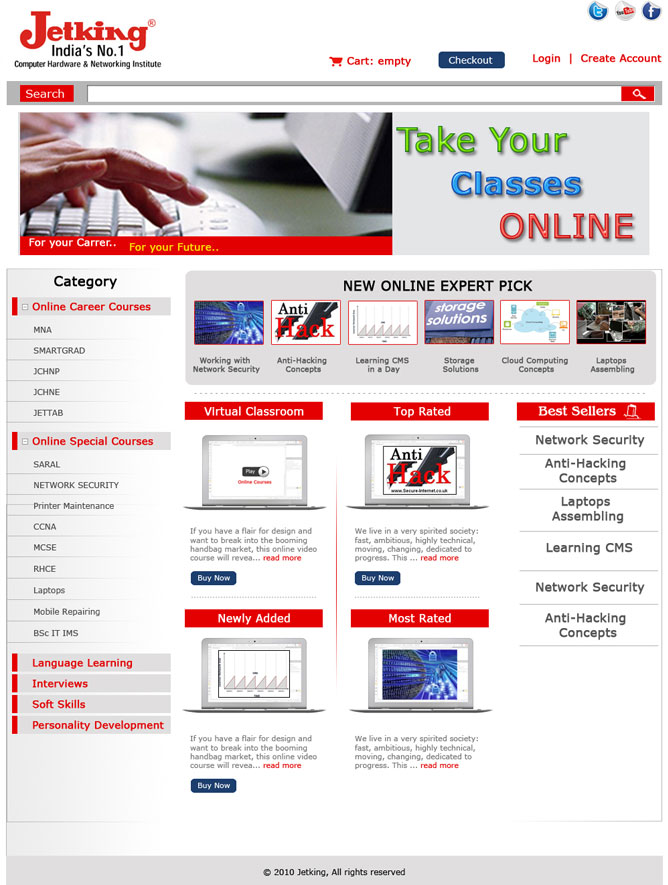 Jetking®
India's No.1
Computer Hardware & Networking Institute
Cart: empty
Checkout
Login | Create Account
Search
Take Your
Classes
ONLINE
For your Carrer..
For your Future..
Category
Online Career Courses
MNA
SMARTGRAD
JCHNP
JCHNE
JETTAB
Online Special Courses
SARAL
NETWORK SECURITY
Printer Maintenance
CCNA
MCSE
RHCE
Laptops
Mobile Repairing
BSc IT IMS
Language Learning
Interviews
Soft Skills
Personality Development
NEW ONLINE EXPERT PICK
Anti
Hack
storage
solutions
Working with
Network Security
Anti-Hacking
Concepts
Learning CMS
in a Day
Storage
Solutions
Cloud Computing
Concepts
Laptops
Assembling
Virtual Classroom
Play
Online Courses
If you have a flair for design and
want to break into the booming
handbag market, this online video
course will revea... read more
Buy Now
Top Rated
Anti
Hack
www.Secure-Internet.co.uk
We live in a very spirited society:
fast, ambitious, highly technical,
moving, changing, dedicated to
progress. This ... read more
Buy Now
Newly Added
If you have a flair for design and
want to break into the booming
handbag market, this online video
course will revea... read more
Buy Now
Most Rated
We live in a very spirited society:
fast, ambitious, highly technical,
moving, changing, dedicated to
progress. This ... read more
Best Sellers
Network Security
Anti-Hacking
Concepts
Laptops
Assembling
Learning CMS
Network Security
Anti-Hacking
Concepts
© 2010 Jetking, All rights reserved